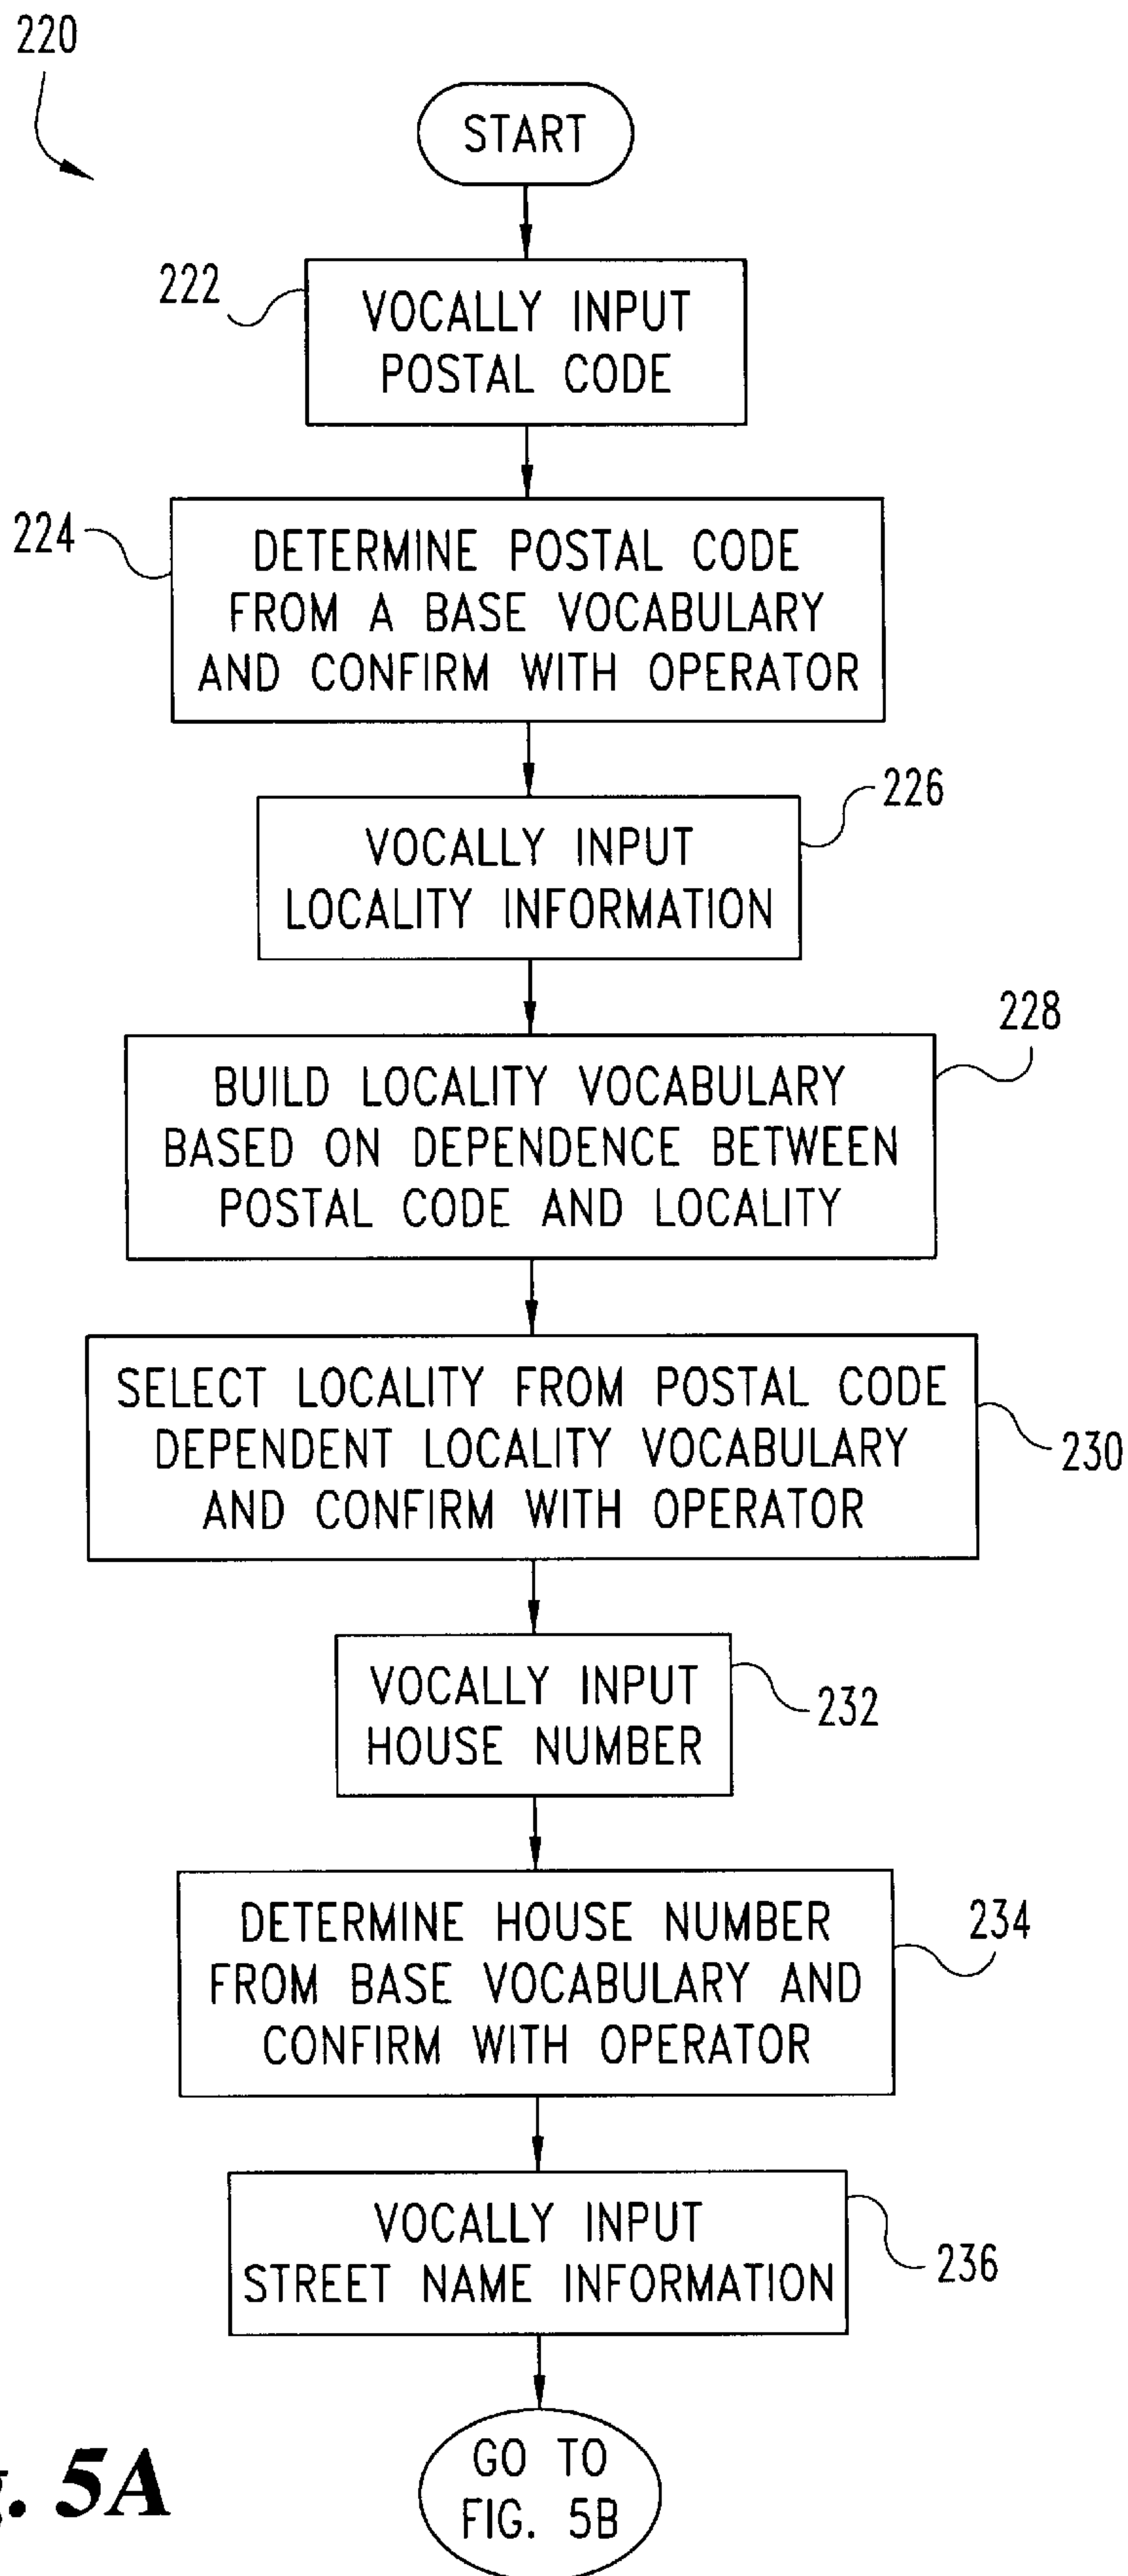 220
START
222
VOCALLY INPUT
POSTAL CODE
224
DETERMINE POSTAL CODE
FROM A BASE VOCABULARY
AND CONFIRM WITH OPERATOR
226
VOCALLY INPUT
LOCALITY INFORMATION
228
BUILD LOCALITY VOCABULARY
BASED ON DEPENDENCE BETWEEN
POSTAL CODE AND LOCALITY
SELECT LOCALITY FROM POSTAL CODE
DEPENDENT LOCALITY VOCABULARY
AND CONFIRM WITH OPERATOR
230
VOCALLY INPUT
HOUSE NUMBER
232
DETERMINE HOUSE NUMBER
FROM BASE VOCABULARY AND
CONFIRM WITH OPERATOR
234
VOCALLY INPUT
STREET NAME INFORMATION
236
GO TO
FIG. 5B
5A